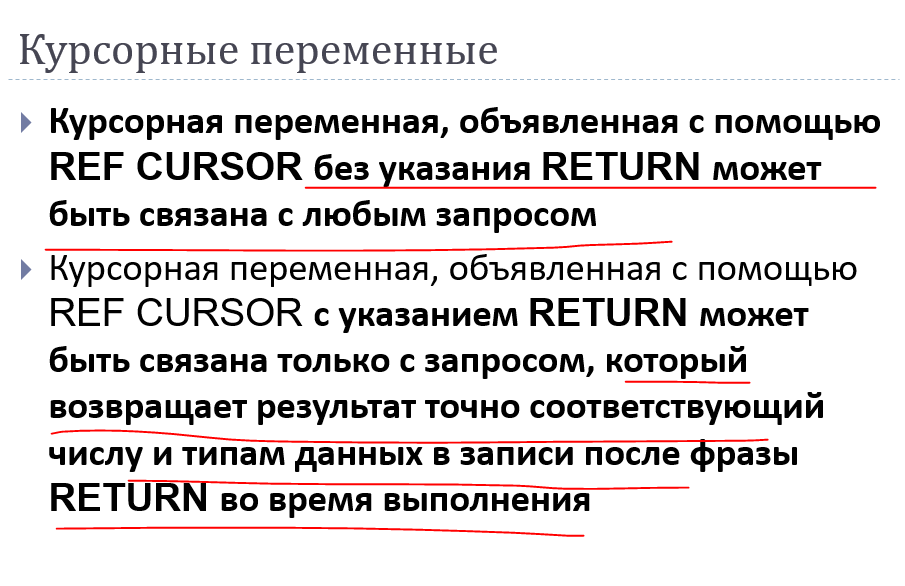 Курсорные переменные
Курсорная переменная, объявленная с помощью
REF CURSOR без указания RETURN может
быть связана с любым запросом
Курсорная переменная, объявленная с помощью
REF CURSOR с указанием RETURN может
быть связана только с запросом, который
возвращает результат точно соответствующий
числу и типам данных в записи после фразы
RETURN во время выполнения